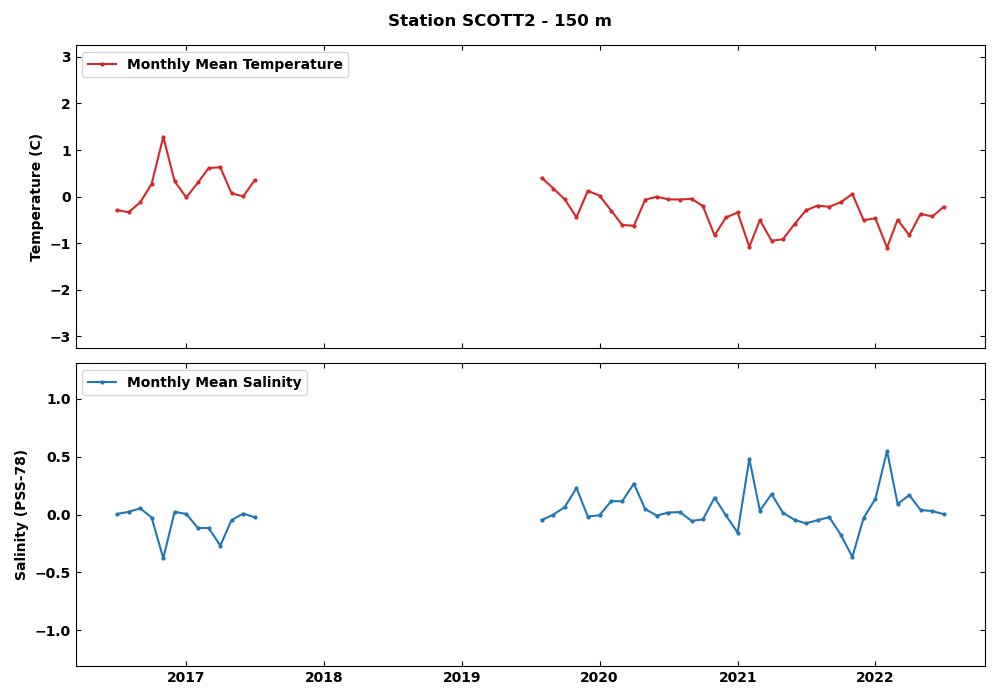 Station SCOTT2 - 150 m
Monthly Mean Temperature
Temperature (C)
3
2
1
0
−1
−2
−3
Monthly Mean Salinity
Salinity (PSS-78)
1.0
0.5
0.0
−0.5
−1.0
2017 2018 2019 2020 2021 2022